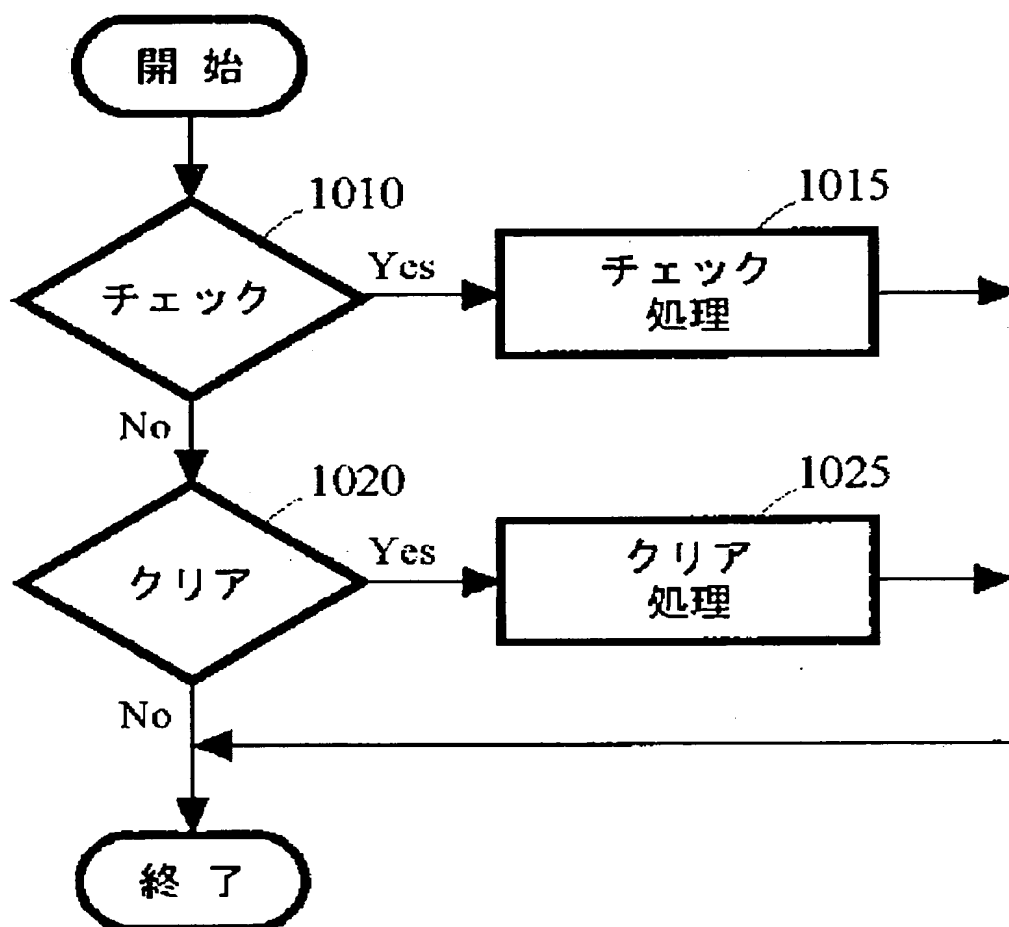 開始
1010
チェック
Yes
1015
チェック
処理
No
1020
クリア
Yes
1025
クリア
処理
No
終了